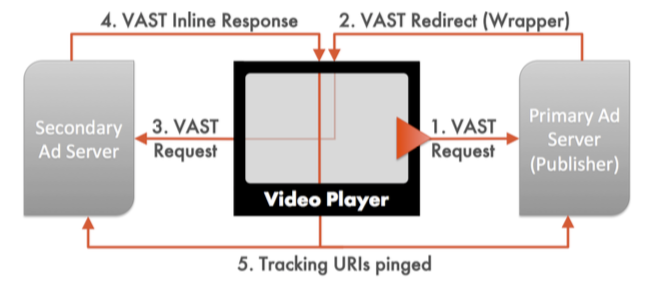 4. VAST Inline Response
2. VAST Redirect (Wrapper)
Secondary
Ad Server
3. VAST
Request
1. VAST
Request
Primary Ad
Server
(Publisher)
Video Player
5. Tracking URIs pinged